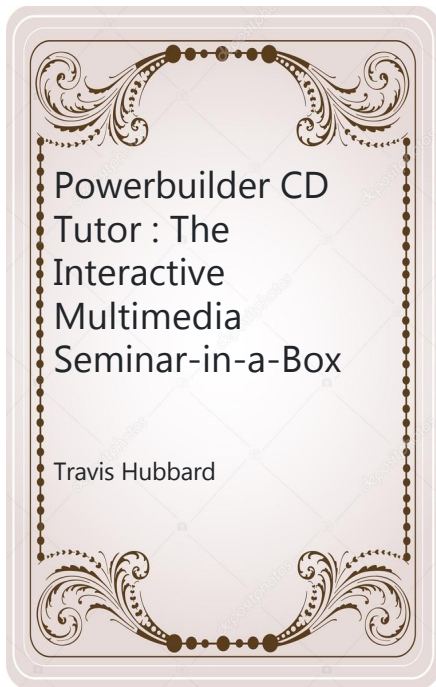 Powerbuilder CD
Tutor : The
Interactive
Multimedia
Seminar-in-a-Box
Travis Hubbard